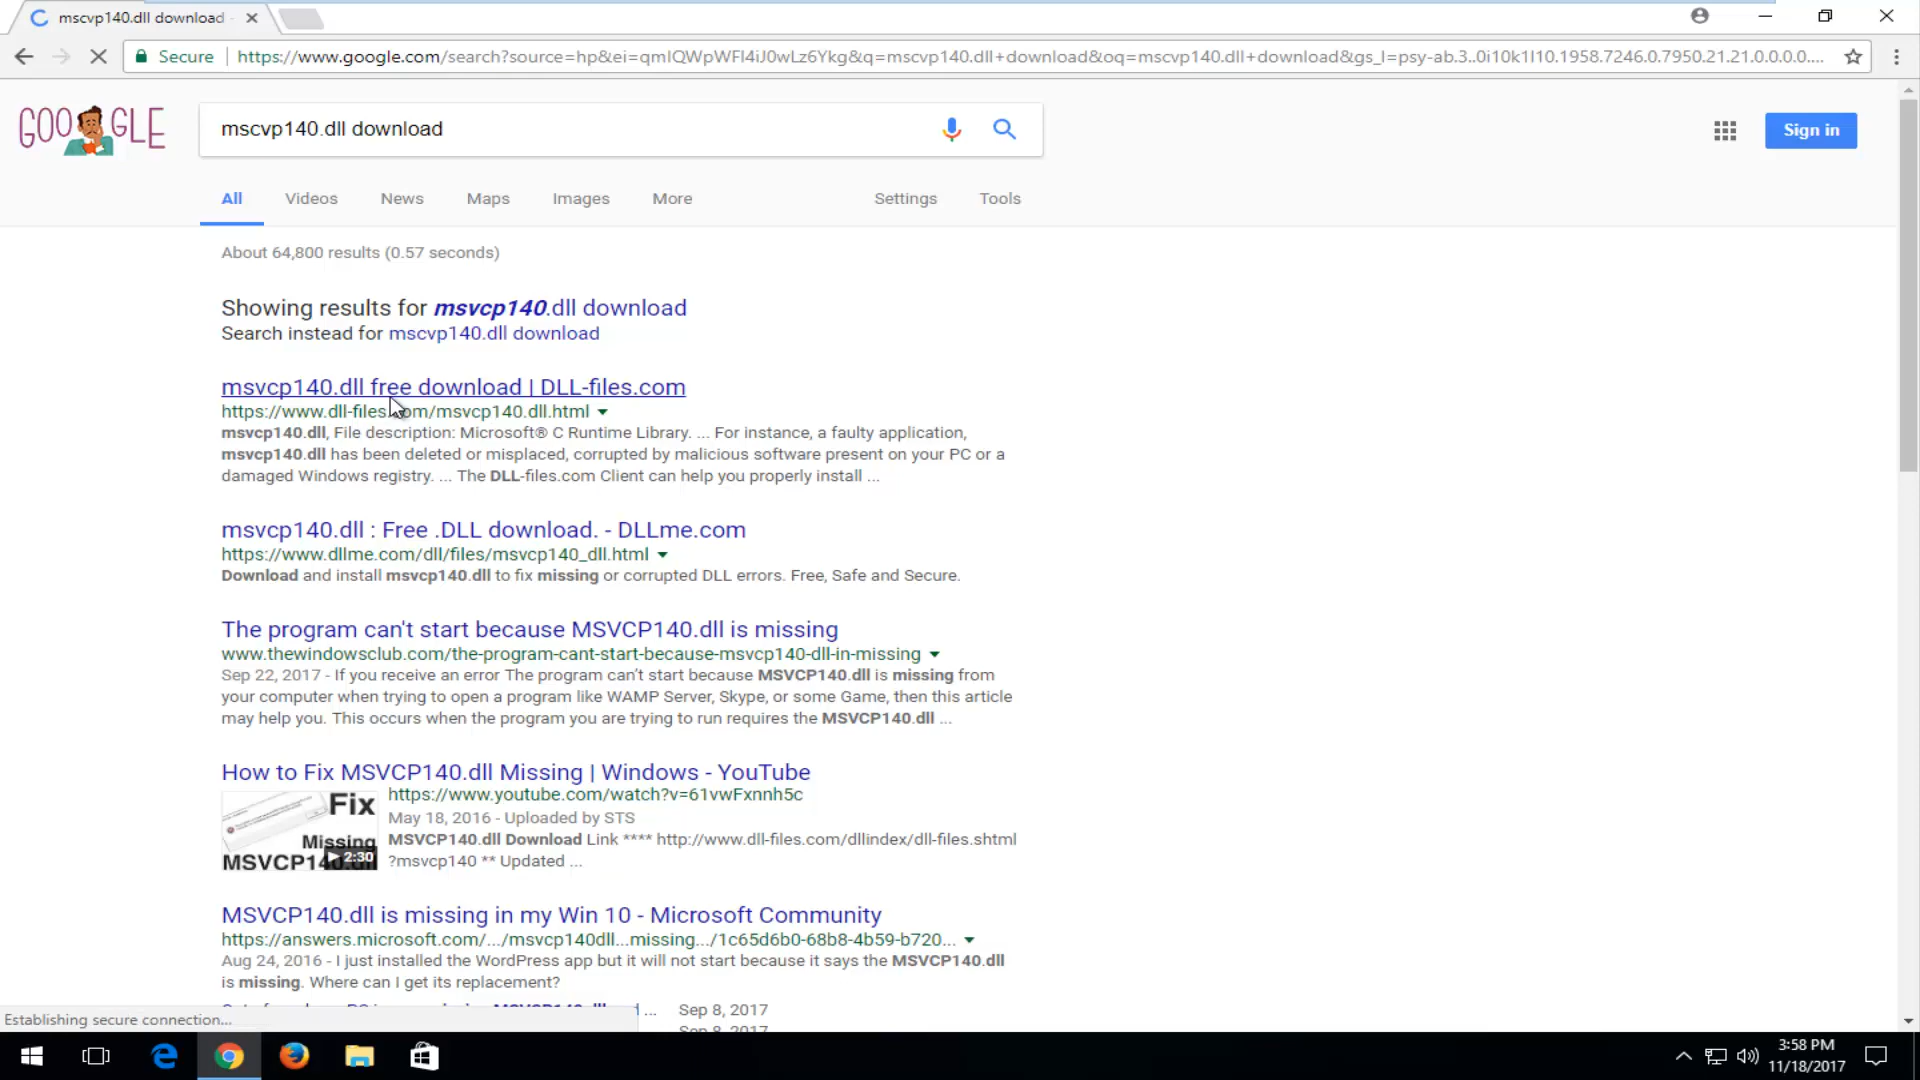 mscvp140.dll download
Secure
https://www.google.com/search?source=hp&ei=qmIQWpWFI4iJ0wLz6Ykg&q=mscvp140.dll+download&oq=mscvp140.dll+download&gs_l=psy-ab.3..0i10k1l10.1958.7246.0.7950.21.21.0.0.0.0....
GOOGLE
mscvp140.dll download
Sign in
All Videos News Maps Images More Settings Tools
About 64,800 results (0.57 seconds)
Showing results for msvcp140.dll download
Search instead for mscvp140.dll download
msvcp140.dll free download | DLL-files.com
https://www.dll-files.com/msvcp140.dll.html
msvcp140.dll, File description: Microsoft® C Runtime Library. ... For instance, a faulty application,
msvcp140.dll has been deleted or misplaced, corrupted by malicious software present on your PC or a
damaged Windows registry. ... The DLL-files.com Client can help you properly install ...
msvcp140.dll : Free .DLL download. - DLLme.com
https://www.dllme.com/dll/files/msvcp140_dll.html
Download and install msvcp140.dll to fix missing or corrupted DLL errors. Free, Safe and Secure.
The program can't start because MSVCP140.dll is missing
www.thewindowsclub.com/the-program-cant-start-because-msvcp140-dll-in-missing
Sep 22, 2017 - If you receive an error The program can't start because MSVCP140.dll is missing from
your computer when trying to open a program like WAMP Server, Skype, or some Game, then this article
may help you. This occurs when the program you are trying to run requires the MSVCP140.dll ...
How to Fix MSVCP140.dll Missing | Windows - YouTube
Fix
Missing
MSVCP140.dll
2:30
https://www.youtube.com/watch?v=61vwFxnnh5c
May 18, 2016 - Uploaded by STS
MSVCP140.dll Download Link **** http://www.dll-files.com/dllindex/dll-files.shtml
?msvcp140 ** Updated ...
MSVCP140.dll is missing in my Win 10 - Microsoft Community
https://answers.microsoft.com/.../msvcp140dll...missing.../1c65d6b0-68b8-4b59-b720...
Aug 24, 2016 - I just installed the WordPress app but it will not start because it says the MSVCP140.dll
is missing. Where can I get its replacement?
... Sep 8, 2017
Sep 8, 2017
Establishing secure connection...
3:58 PM
11/18/2017